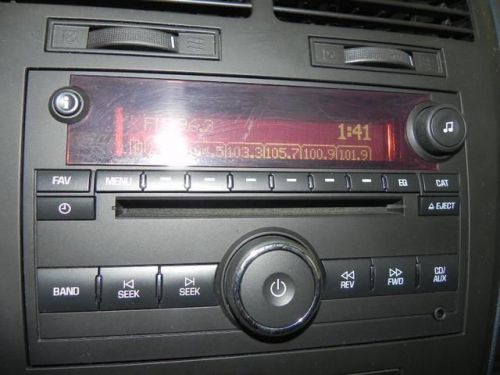 1:41
103.3 105.7 100.9 101.9
FAV MENU EQ CAT
EJECT
BAND SEEK SEEK REV FWD CD/
AUX